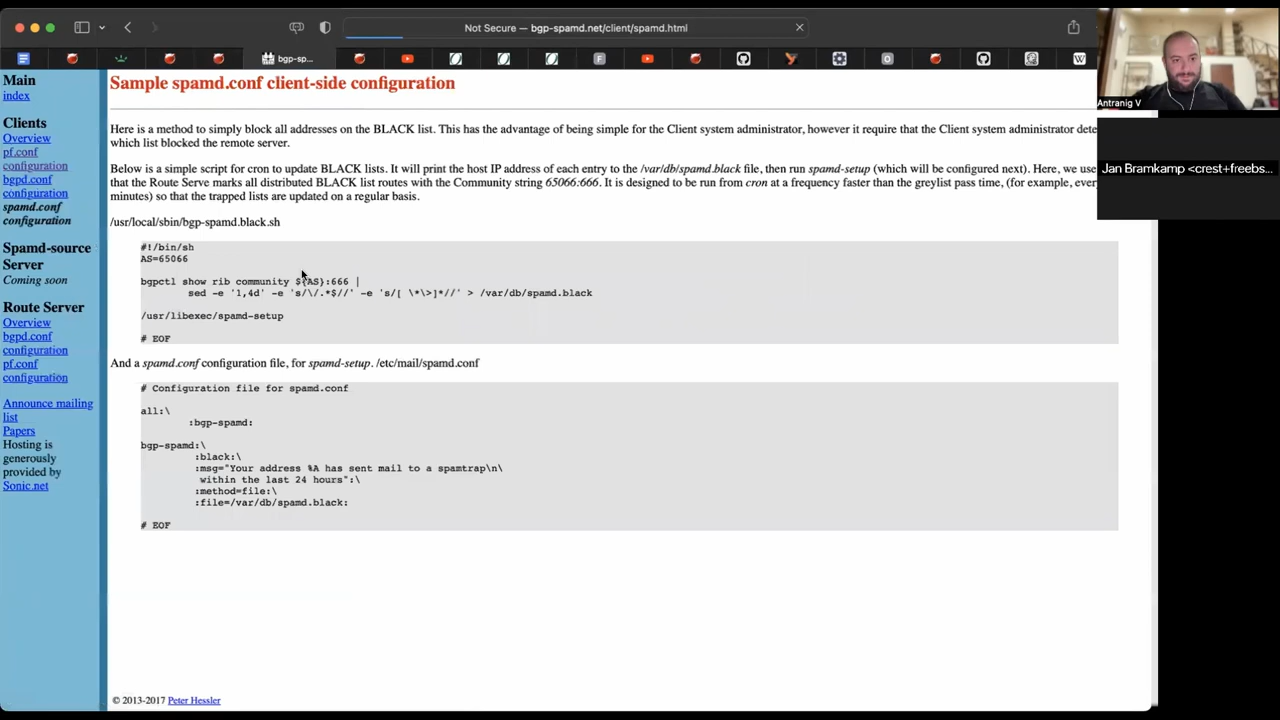 Not Secure — bgp-spamd.net/client/spamd.html
bgp-sp...
Main
index
Clients
Overview
pf.conf
configuration
bgpd.conf
configuration
spamd.conf
configuration
Spamd-source
Server
Coming soon
Route Server
Overview
bgpd.conf
configuration
pf.conf
configuration
Announce mailing
list
Papers
Hosting is
generously
provided by
Sonic.net
Sample spamd.conf client-side configuration
Here is a method to simply block all addresses on the BLACK list. This has the advantage of being simple for the Client system administrator, however it require that the Client system administrator dete
which list blocked the remote server.
Below is a simple script for cron to update BLACK lists. It will print the host IP address of each entry to the /var/db/spamd.black file, then run spamd-setup (which will be configured next). Here, we use
that the Route Serve marks all distributed BLACK list routes with the Community string 65066:666. It is designed to be run from cron at a frequency faster than the greylist pass time, (for example, ever
minutes) so that the trapped lists are updated on a regular basis.
/usr/local/sbin/bgp-spamd.black.sh
#!/bin/sh
AS=65066
bgpctl show rib community ${AS}:666 |
sed -e '1,4d' -e 's/\/.*$//' -e 's/[ \*\>]*//' > /var/db/spamd.black
/usr/libexec/spamd-setup
# EOF
And a spamd.conf configuration file, for spamd-setup. /etc/mail/spamd.conf
# Configuration file for spamd.conf
all:\
:bgp-spamd:
bgp-spamd:\
:black:\
:msg="Your address %A has sent mail to a spamtrap\n\
within the last 24 hours":\
:method=file:\
:file=/var/db/spamd.black:
# EOF
© 2013-2017 Peter Hessler
Antranig V
Jan Bramkamp <crest+freebs...